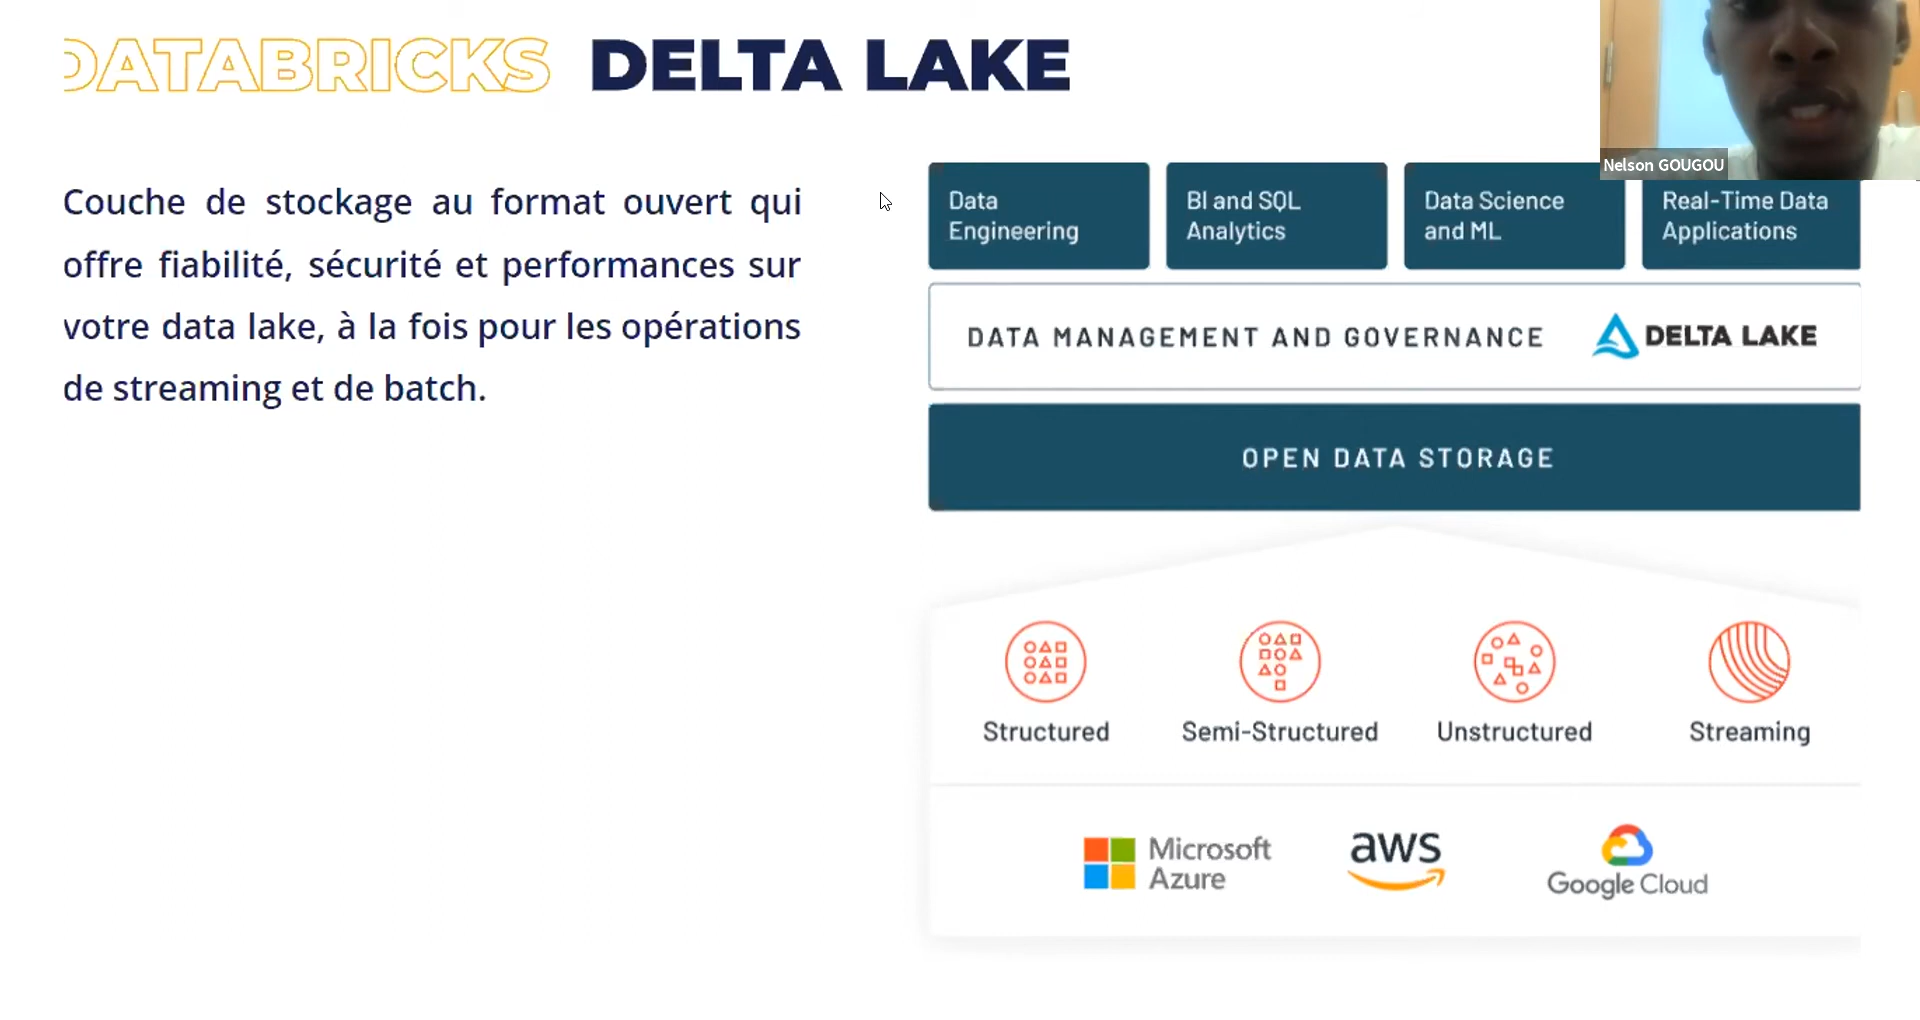 DATABRICKS DELTA LAKE
Nelson GOUGOU
Couche de stockage au format ouvert qui
offre fiabilité, sécurité et performances sur
votre data lake, à la fois pour les opérations
de streaming et de batch.
Data
Engineering
BI and SQL
Analytics
Data Science
and ML
Real-Time Data
Applications
DATA MANAGEMENT AND GOVERNANCE
DELTA LAKE
OPEN DATA STORAGE
Structured
Semi-Structured
Unstructured
Streaming
Microsoft
Azure
aws
Google Cloud